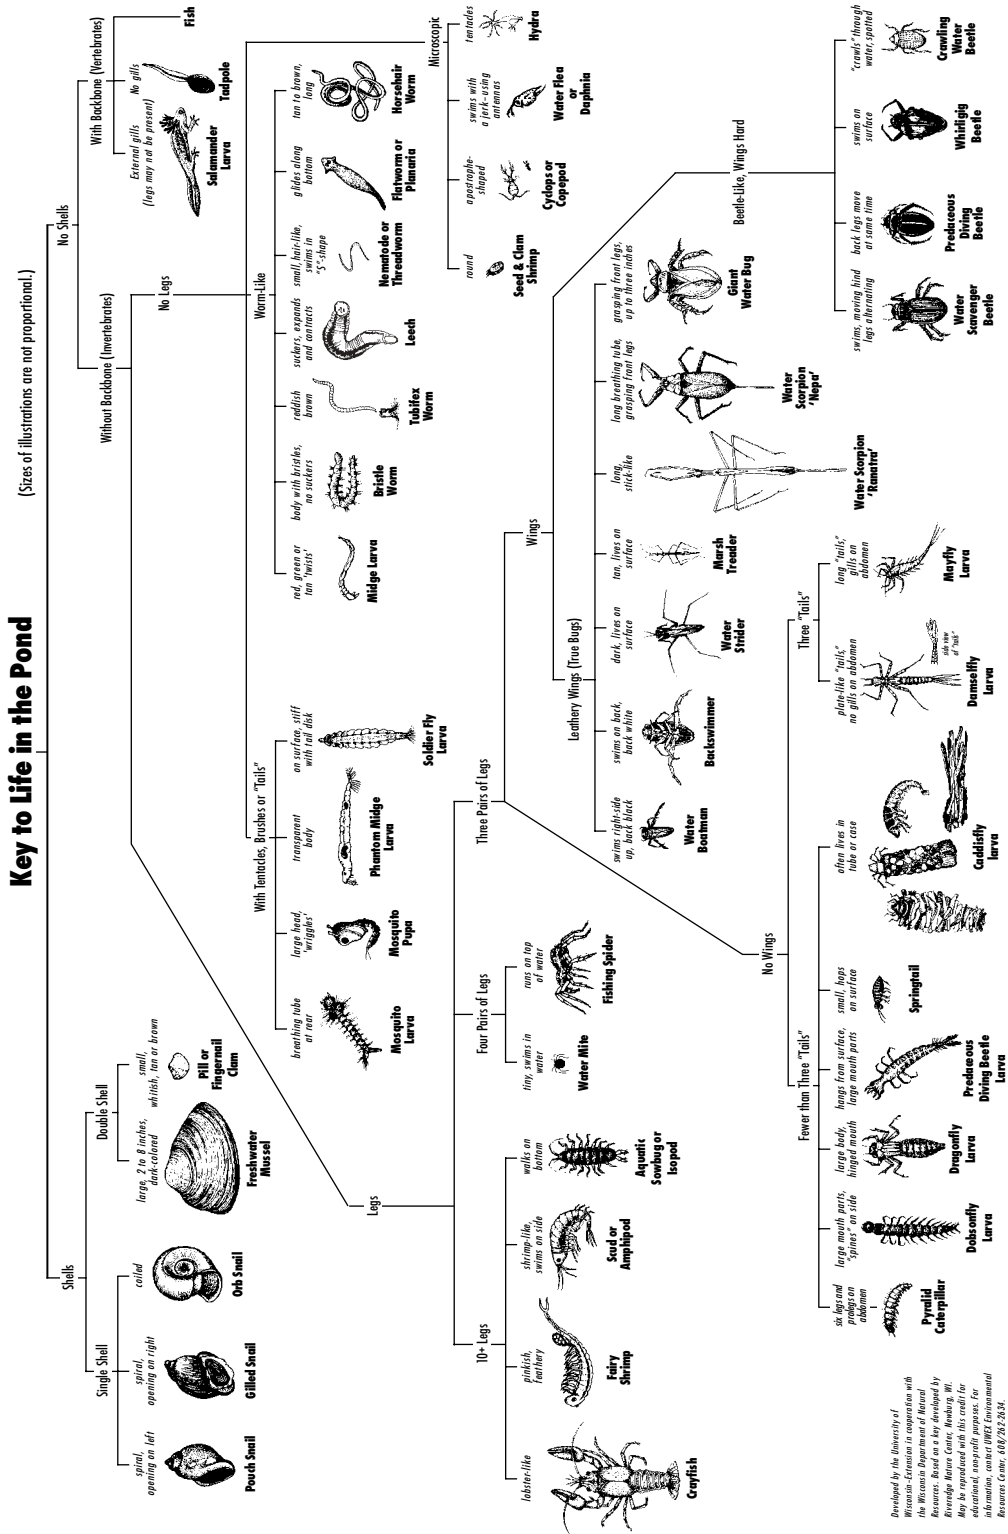 Key to Life in the Pond
(Sizes of illustrations are not proportional.)
Shells
Single Shell
spiral,
opening on left
Pouch Snail
spiral,
opening on right
Gilled Snail
coiled
Orb Snail
Double Shell
large, 2 to 8 inches,
dark-colored
Freshwater
Mussel
small,
whitish, tan or brown
Pill or
Fingernail
Clam
No Shells
Without Backbone (Invertebrates)
With Backbone (Vertebrates)
External gills
(legs may not be present)
Salamander
Larva
No gills
Tadpole
Fish
No Legs
With Tentacles, Brushes or "Tails"
breathing tube
at rear
Mosquito
Larva
large head,
'wriggles'
Mosquito
Pupa
transparent
body
Phantom Midge
Larva
on surface, stiff
with tail disk
Soldier Fly
Larva
Worm-Like
red, green or
tan 'twists'
Midge Larva
body with bristles,
no suckers
Bristle
Worm
reddish
brown
Tubifex
Worm
suckers, expands
and contracts
Leech
small, hair-like,
swims in
"S"-shape
Nematode or
Threadworm
glides along
bottom
Flatworm or
Planaria
tan to brown,
long
Horsehair
Worm
Microscopic
round
Seed & Clam
Shrimp
apostrophe-
shaped
Cyclops or
Copepod
swims with
a jerk-using
antennas
Water Flea
or
Daphnia
tentacles
Hydra
Legs
10+ Legs
lobster-like
Crayfish
pinkish,
feathery
Fairy
Shrimp
shrimp-like,
swims on side
Scud or
Amphipod
walks on
bottom
Aquatic
Sowbug or
Isopod
Four Pairs of Legs
tiny, swims in
water
Water Mite
runs on top
of water
Fishing Spider
Three Pairs of Legs
Wings
Leathery Wings (True Bugs)
swims right-side
up, back black
Water
Boatman
swims on back,
back white
Backswimmer
dark, lives on
surface
Water
Strider
tan, lives on
surface
Marsh
Treader
long,
stick-like
Water Scorpion
'Ranatra'
long breathing tube,
grasping front legs
Water
Scorpion
'Nepa'
grasping front legs,
up to three inches
Giant
Water Bug
Beetle-Like, Wings Hard
swims, moving hind
legs alternating
Water
Scavenger
Beetle
back legs move
at same time
Predaceous
Diving
Beetle
swims on
surface
Whirligig
Beetle
"crawls" through
water, spotted
Crawling
Water
Beetle
No Wings
Fewer than Three "Tails"
six legs and
prolegs on
abdomen
Pyralid
Caterpillar
large mouth parts,
"spines" on side
Dobsonfly
Larva
large body,
hinged mouth
Dragonfly
Larva
hangs from surface,
large mouth parts
Predaceous
Diving Beetle
Larva
small, hops
on surface
Springtail
often lives in
tube or case
Caddisfly
larva
Three "Tails"
plate-like "tails,"
no gills on abdomen
side view
of "tails"
Damselfly
Larva
long "tails,"
gills on
abdomen
Mayfly
Larva
Developed by the University of
Wisconsin-Extension in cooperation with
the Wisconsin Department of Natural
Resources. Based on a key developed by
Riveredge Nature Center, Newburg, WI.
May be reproduced with this credit for
educational, non-profit purposes. For
information, contact UWEX Environmental
Resources Center, 608/262-2634.